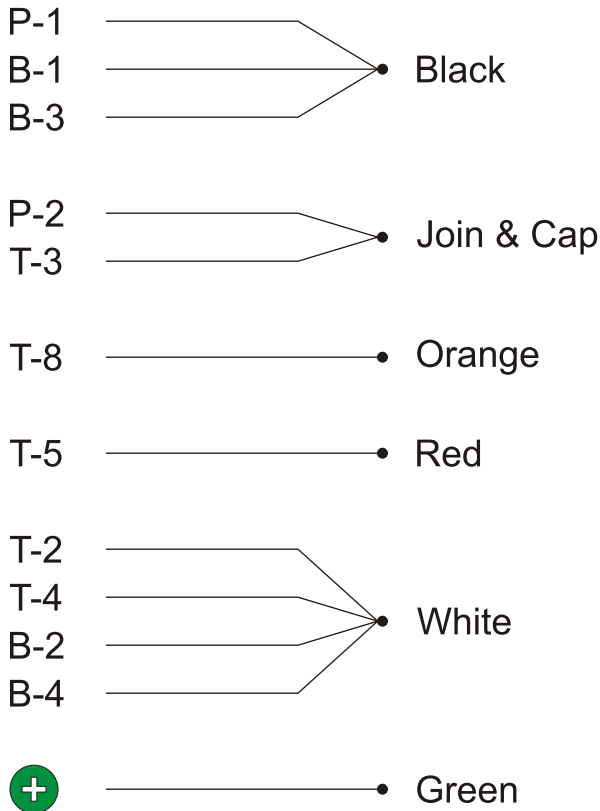 P-1
B-1
B-3
Black
P-2
T-3
Join & Cap
T-8
Orange
T-5
Red
T-2
T-4
B-2
B-4
White
+
Green